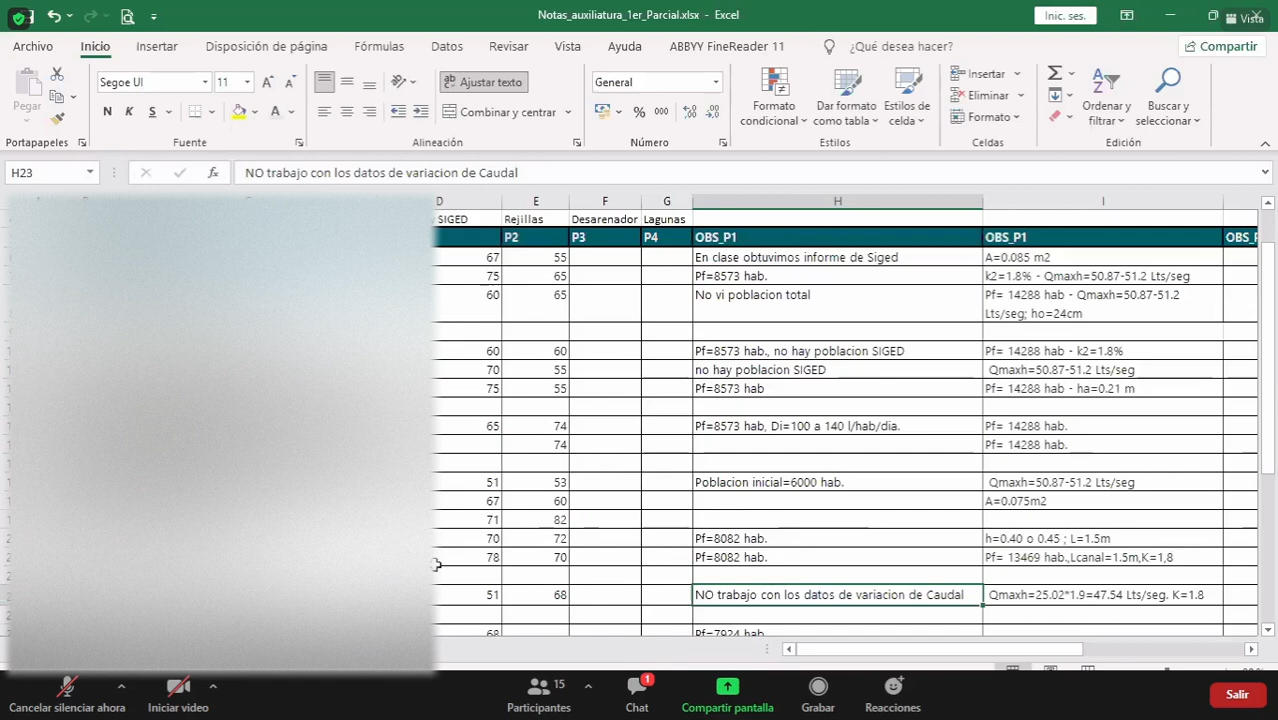 Notas_auxiliatura_1er_Parcial.xlsx - Excel
Inic. ses.
Vista
Archivo Inicio Insertar Disposición de página Fórmulas Datos Revisar Vista Ayuda ABBYY FineReader 11 ¿Qué desea hacer? Compartir
Pegar
Segoe UI 11
N K S
Ajustar texto
Combinar y centrar
General
%
Formato condicional
Dar formato como tabla
Estilos de celda
Insertar
Eliminar
Formato
Ordenar y filtrar
Buscar y seleccionar
Portapapeles Fuente Alineación Número Estilos Celdas Edición
H23 fx NO trabajo con los datos de variacion de Caudal
D E F G H I
SIGED Rejillas Desarenador Lagunas
P2 P3 P4 OBS_P1 OBS_P1 OBS_P
67 55 En clase obtuvimos informe de Siged A=0.085 m2
75 65 Pf=8573 hab. k2=1.8% - Qmaxh=50.87-51.2 Lts/seg
60 65 No vi poblacion total Pf= 14288 hab - Qmaxh=50.87-51.2
Lts/seg; ho=24cm
60 60 Pf=8573 hab., no hay poblacion SIGED Pf= 14288 hab - k2=1.8%
70 55 no hay poblacion SIGED Qmaxh=50.87-51.2 Lts/seg
75 55 Pf=8573 hab Pf= 14288 hab - ha=0.21 m
65 74 Pf=8573 hab, Di=100 a 140 l/hab/dia. Pf= 14288 hab.
74 Pf= 14288 hab.
51 53 Poblacion inicial=6000 hab. Qmaxh=50.87-51.2 Lts/seg
67 60 A=0.075m2
71 82
70 72 Pf=8082 hab. h=0.40 o 0.45 ; L=1.5m
78 70 Pf=8082 hab. Pf= 13469 hab.,Lcanal=1.5m,K=1,8
51 68 NO trabajo con los datos de variacion de Caudal Qmaxh=25.02*1.9=47.54 Lts/seg. K=1.8
68 Pf=7924 hab
15 1
Cancelar silenciar ahora Iniciar video Participantes Chat Compartir pantalla Grabar Reacciones Salir